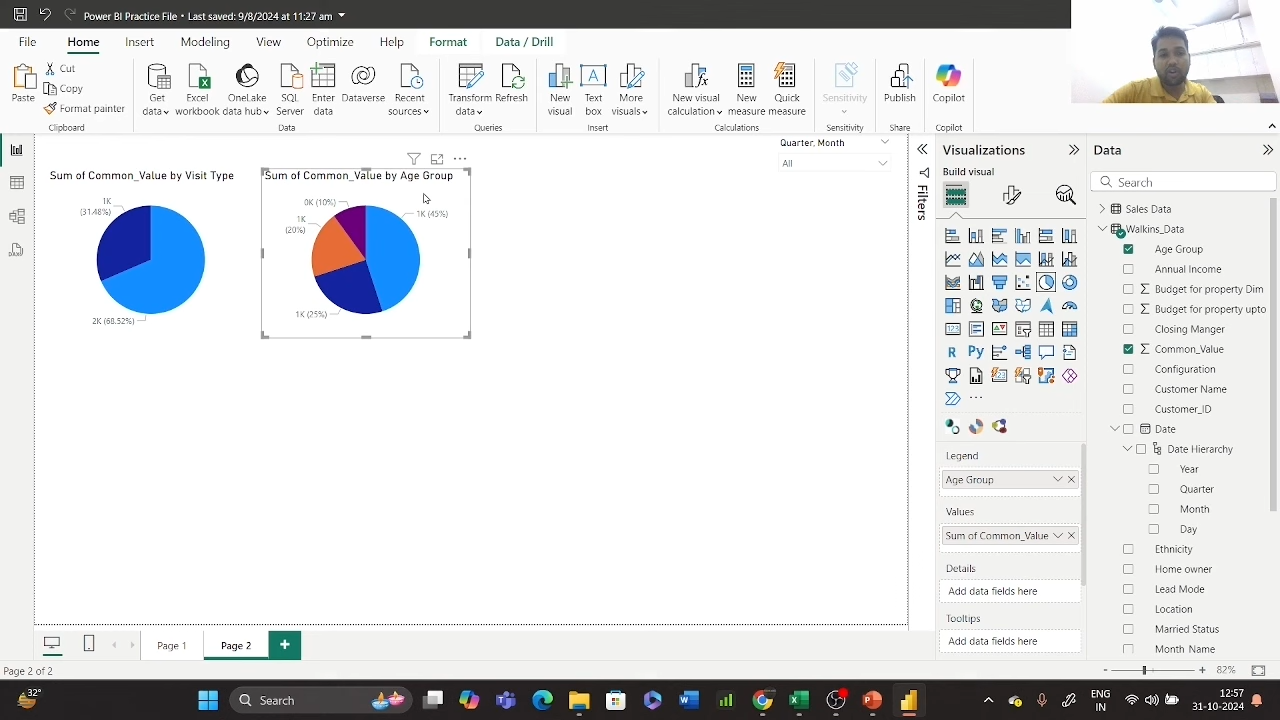 Power BI Practice File • Last saved: 9/8/2024 at 11:27 am
File Home Insert Modeling View Optimize Help Format Data / Drill
Paste
Cut
Copy
Format painter
Clipboard
Get data
Excel workbook
OneLake data hub
SQL Server
Enter data
Dataverse
Recent sources
Data
Transform data
Refresh
Queries
New visual
Text box
More visuals
Insert
New visual calculation
New measure
Quick measure
Calculations
Sensitivity
Sensitivity
Publish
Share
Copilot
Copilot
Sum of Common_Value by Visit Type
1K
(31.48%)
2K (68.52%)
Sum of Common_Value by Age Group
0K (10%)
1K (45%)
1K
(20%)
1K (25%)
Quarter, Month
All
Filters
Visualizations
Build visual
R Py
123
Legend
Age Group
Values
Sum of Common_Value
Details
Add data fields here
Tooltips
Add data fields here
Data
Search
Sales Data
Walkins_Data
Age Group
Annual Income
Budget for property Dim
Budget for property upto
Closing Manger
Common_Value
Configuration
Customer Name
Customer_ID
Date
Date Hierarchy
Year
Quarter
Month
Day
Ethnicity
Home owner
Lead Mode
Location
Married Status
Month_Name
Page 1
Page 2
Page 2 of 2
- + 82%
32°
Search
ENG
IN
12:57
31-10-2024